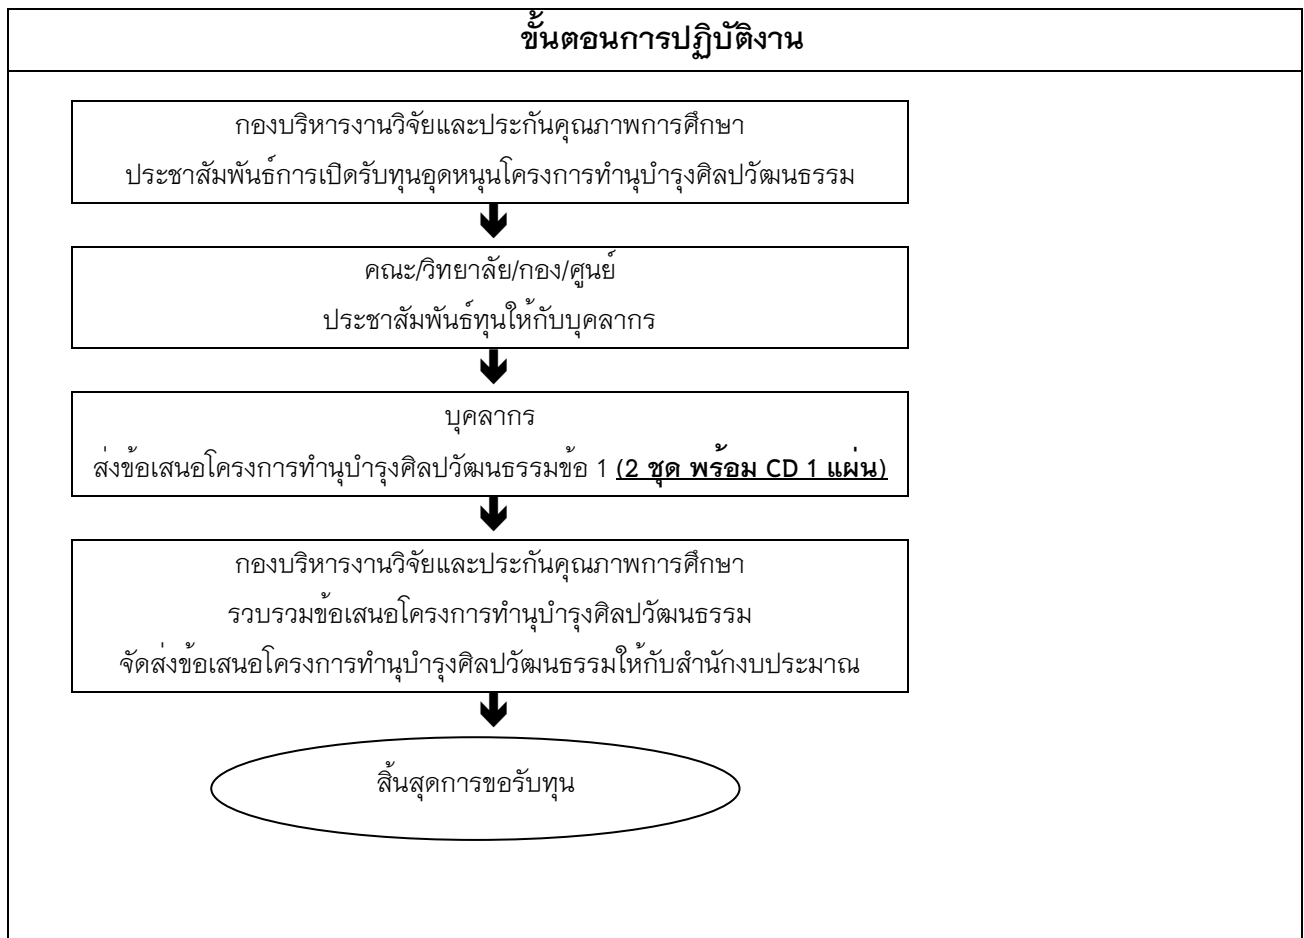 ขั้นตอนการปฏิบัติงาน
กองบริหารงานวิจัยและประกันคุณภาพการศึกษา
ประชาสัมพันธ์การเปิดรับทุนอุดหนุนโครงการทำนุบำรุงศิลปวัฒนธรรม
คณะ/วิทยาลัย/กอง/ศูนย์
ประชาสัมพันธ์ทุนให้กับบุคลากร
บุคลากร
ส่งข้อเสนอโครงการทำนุบำรุงศิลปวัฒนธรรมข้อ 1 (2 ชุด พร้อม CD 1 แผ่น)
กองบริหารงานวิจัยและประกันคุณภาพการศึกษา
รวบรวมข้อเสนอโครงการทำนุบำรุงศิลปวัฒนธรรม
จัดส่งข้อเสนอโครงการทำนุบำรุงศิลปวัฒนธรรมให้กับสำนักงบประมาณ
สิ้นสุดการขอรับทุน